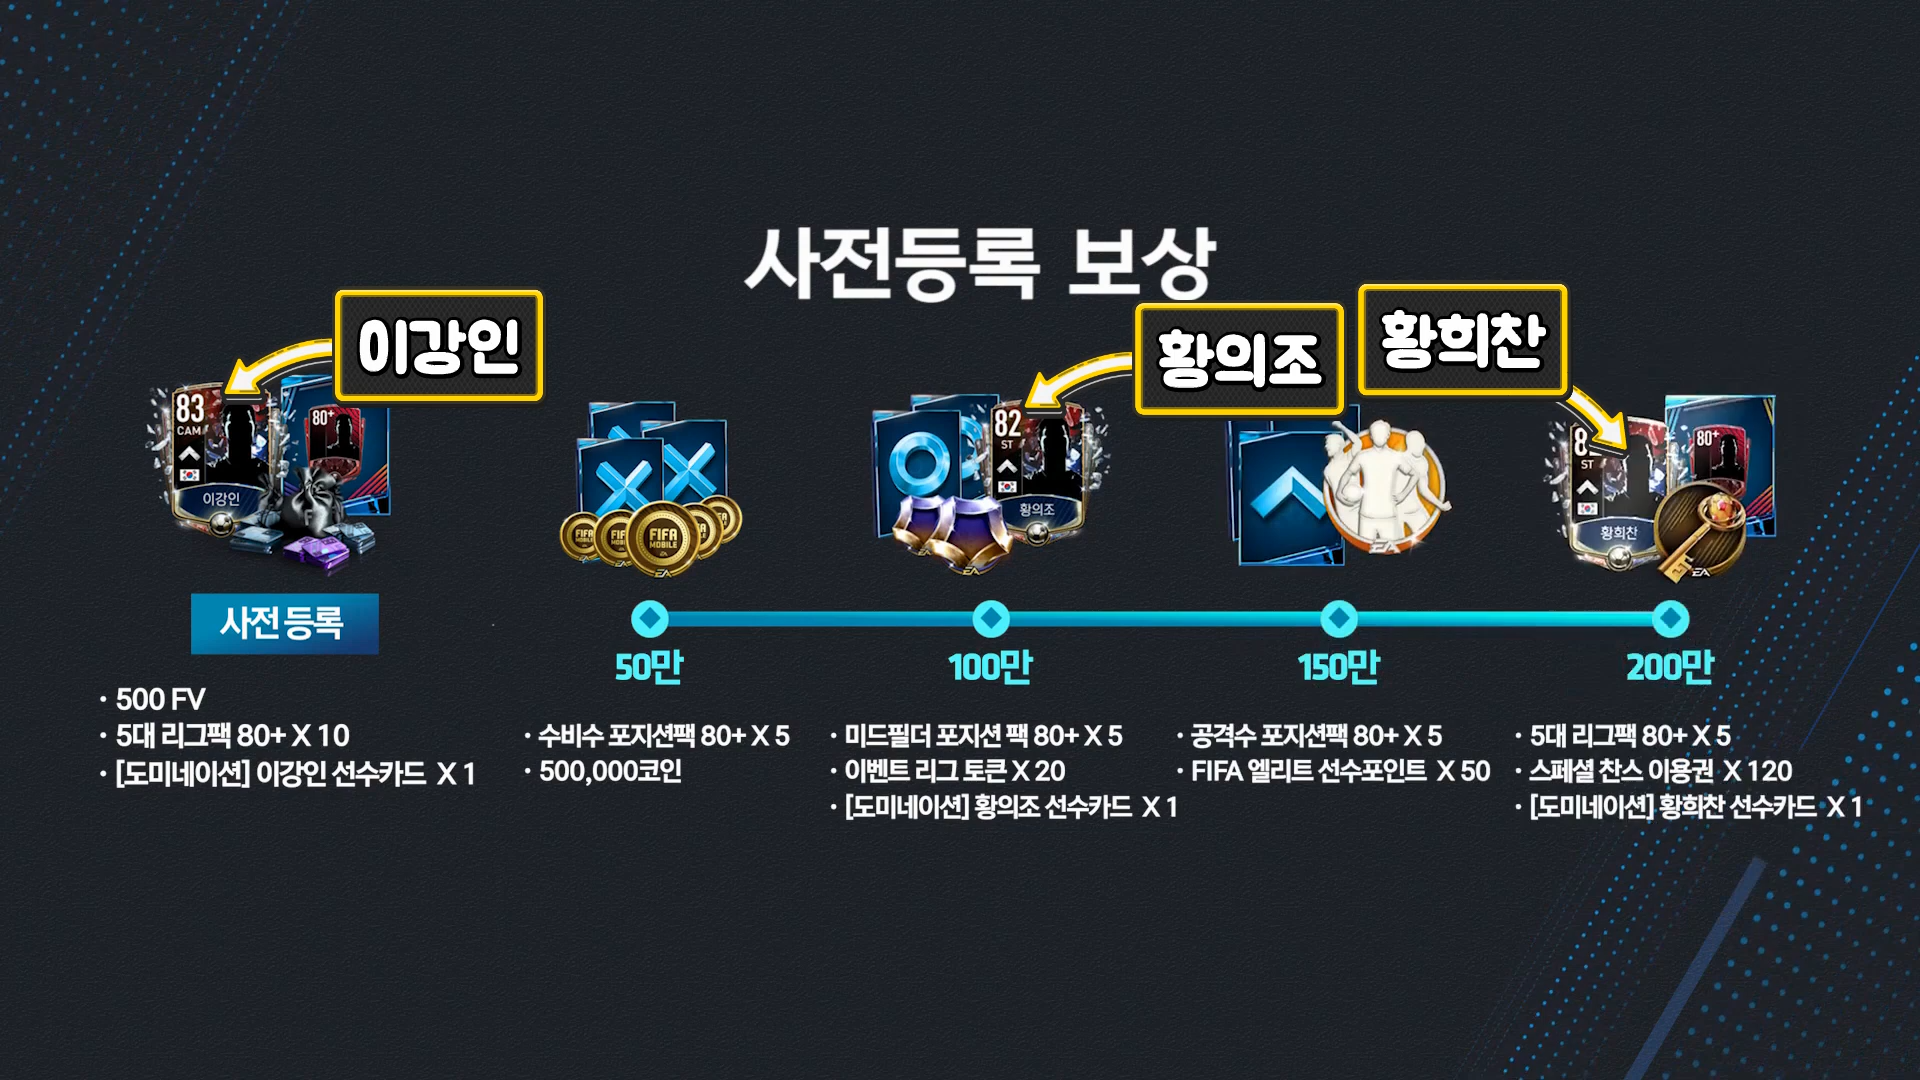 사전등록 보상
이강인
황의조
황희찬
83
CAM
이강인
80+
FIFA
MOBILE
82
ST
황의조
EA
8
ST
황희찬
80+
EA
사전 등록
50만
100만
150만
200만
· 500 FV
· 5대 리그팩 80+ X 10
· [도미네이션] 이강인 선수카드 X 1
· 수비수 포지션팩 80+ X 5
· 500,000코인
· 미드필더 포지션 팩 80+ X 5
· 이벤트 리그 토큰 X 20
· [도미네이션] 황의조 선수카드 X 1
· 공격수 포지션팩 80+ X 5
· FIFA 엘리트 선수포인트 X 50
· 5대 리그팩 80+ X 5
· 스페셜 찬스 이용권 X 120
· [도미네이션] 황희찬 선수카드 X 1